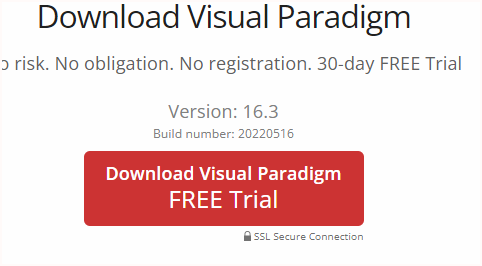 Download Visual Paradigm
o risk. No obligation. No registration. 30-day FREE Trial
Version: 16.3
Build number: 20220516
Download Visual Paradigm
FREE Trial
SSL Secure Connection